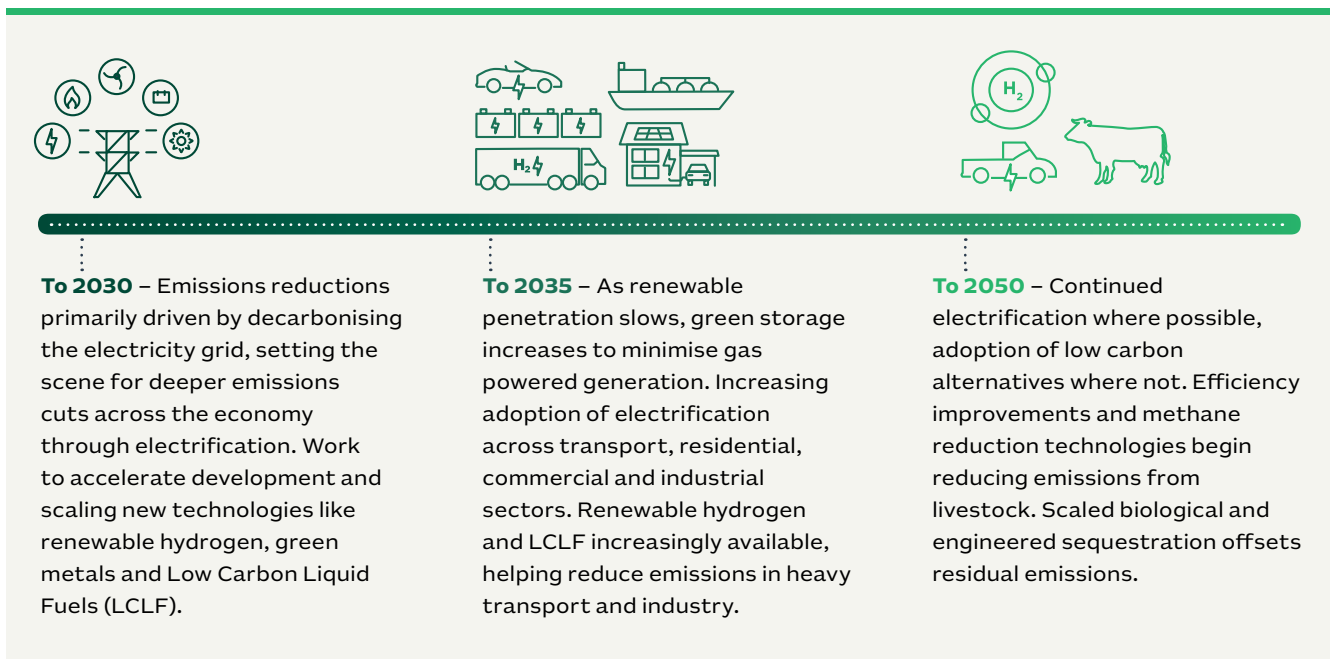 H2
H2
To 2030 – Emissions reductions
primarily driven by decarbonising
the electricity grid, setting the
scene for deeper emissions
cuts across the economy
through electrification. Work
to accelerate development and
scaling new technologies like
renewable hydrogen, green
metals and Low Carbon Liquid
Fuels (LCLF).
To 2035 – As renewable
penetration slows, green storage
increases to minimise gas
powered generation. Increasing
adoption of electrification
across transport, residential,
commercial and industrial
sectors. Renewable hydrogen
and LCLF increasingly available,
helping reduce emissions in heavy
transport and industry.
To 2050 – Continued
electrification where possible,
adoption of low carbon
alternatives where not. Efficiency
improvements and methane
reduction technologies begin
reducing emissions from
livestock. Scaled biological and
engineered sequestration offsets
residual emissions.